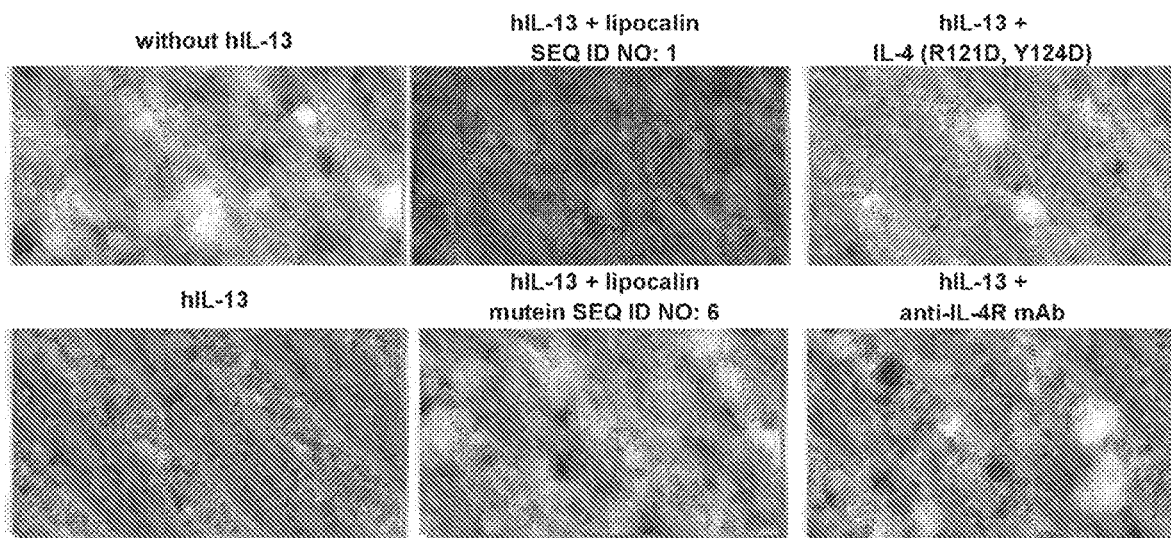 without hIL-13
hIL-13 + lipocalin
SEQ ID NO: 1
hIL-13 +
IL-4 (R121D, Y124D)
hIL-13
hIL-13 + lipocalin
mutein SEQ ID NO: 6
hIL-13 +
anti-IL-4R mAb